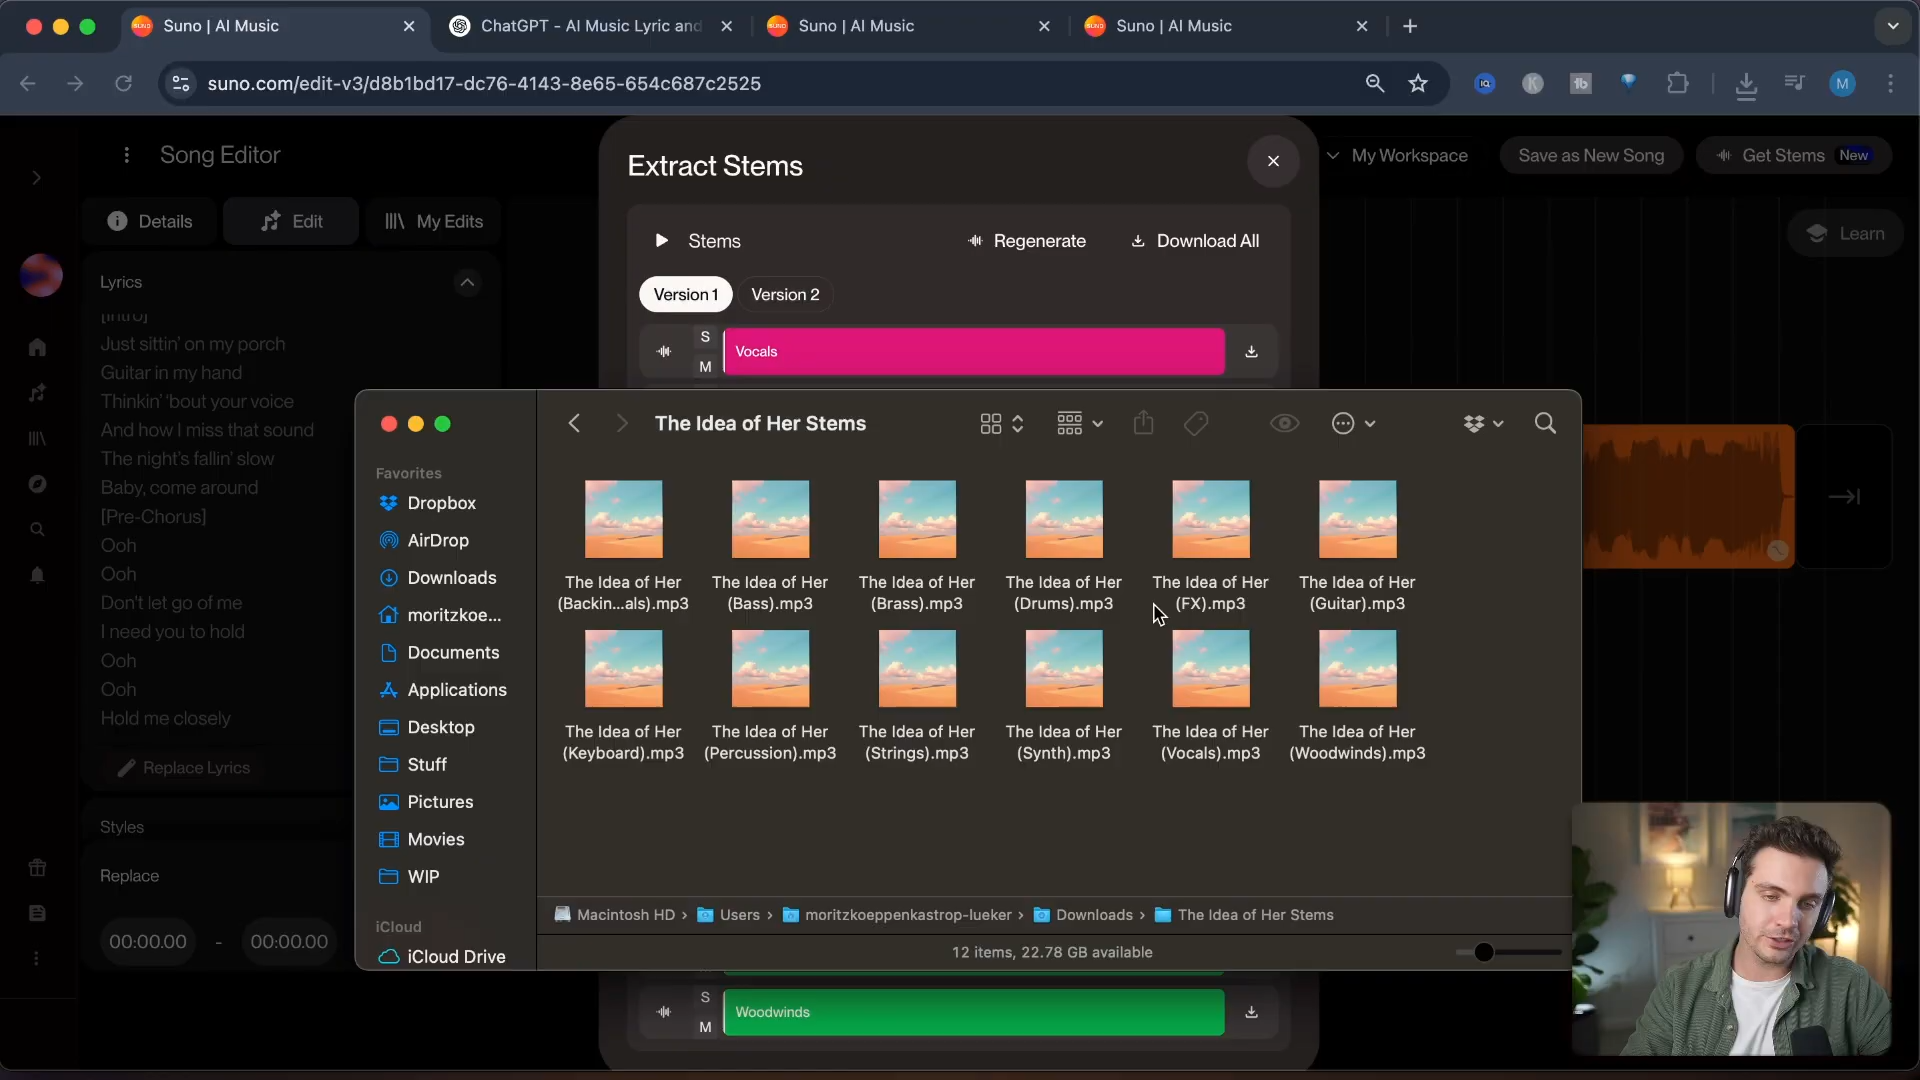 Suno | AI Music
ChatGPT - AI Music Lyric and
Suno | AI Music
Suno | AI Music
suno.com/edit-v3/d8b1bd17-dc76-4143-8e65-654c687c2525
Song Editor
Extract Stems
My Workspace
Save as New Song
Get Stems New
Details
Edit
My Edits
Learn
Stems
Regenerate
Download All
Version 1
Version 2
S
M
Vocals
Lyrics
[Intro]
Just sittin' on my porch
Guitar in my hand
Thinkin' 'bout your voice
And how I miss that sound
The night's fallin' slow
Baby, come around
[Pre-Chorus]
Ooh
Ooh
Don't let go of me
I need you to hold
Ooh
Ooh
Hold me closely
Replace Lyrics
Styles
Replace
00:00.00 - 00:00.00
The Idea of Her Stems
Favorites
Dropbox
AirDrop
Downloads
moritzkoe...
Documents
Applications
Desktop
Stuff
Pictures
Movies
WIP
iCloud
iCloud Drive
The Idea of Her
(Backin...als).mp3
The Idea of Her
(Bass).mp3
The Idea of Her
(Brass).mp3
The Idea of Her
(Drums).mp3
The Idea of Her
(FX).mp3
The Idea of Her
(Guitar).mp3
The Idea of Her
(Keyboard).mp3
The Idea of Her
(Percussion).mp3
The Idea of Her
(Strings).mp3
The Idea of Her
(Synth).mp3
The Idea of Her
(Vocals).mp3
The Idea of Her
(Woodwinds).mp3
Macintosh HD › Users › moritzkoeppenkastrop-lueker › Downloads › The Idea of Her Stems
12 items, 22.78 GB available
S
M
Woodwinds